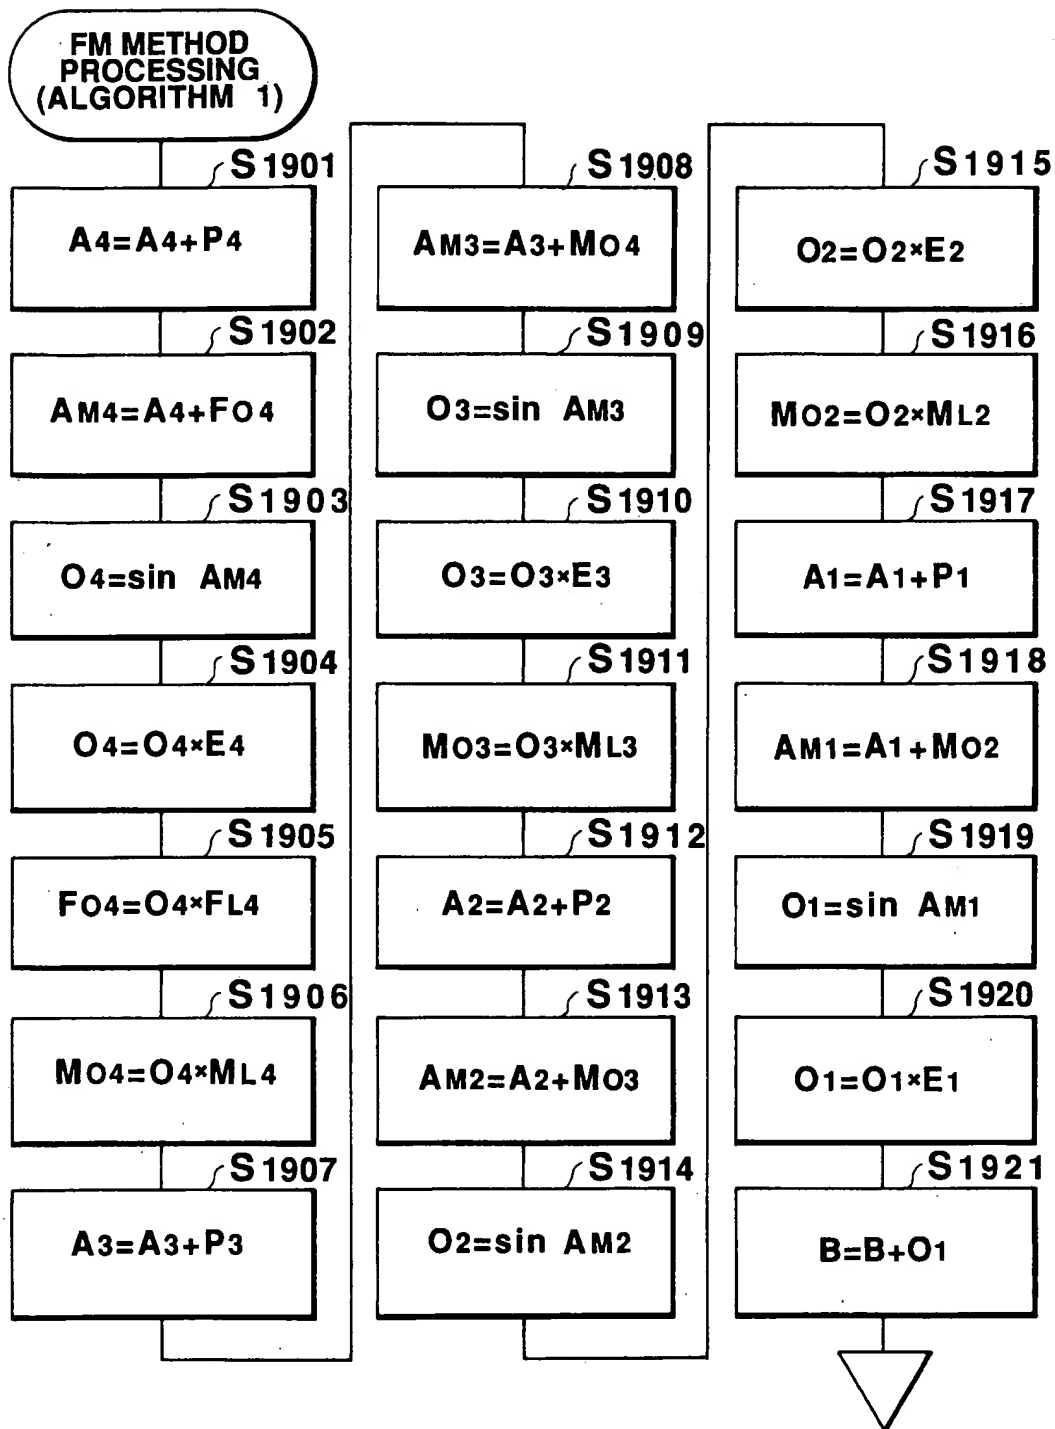 FM METHOD
PROCESSING
(ALGORITHM 1)
S1901
A4=A4+P4
S1902
AM4=A4+FO4
S1903
O4=sin AM4
S1904
O4=O4×E4
S1905
FO4=O4×FL4
S1906
MO4=O4×ML4
S1907
A3=A3+P3
S1908
AM3=A3+MO4
S1909
O3=sin AM3
S1910
O3=O3×E3
S1911
MO3=O3×ML3
S1912
A2=A2+P2
S1913
AM2=A2+MO3
S1914
O2=sin AM2
S1915
O2=O2×E2
S1916
MO2=O2×ML2
S1917
A1=A1+P1
S1918
AM1=A1+MO2
S1919
O1=sin AM1
S1920
O1=O1×E1
S1921
B=B+O1